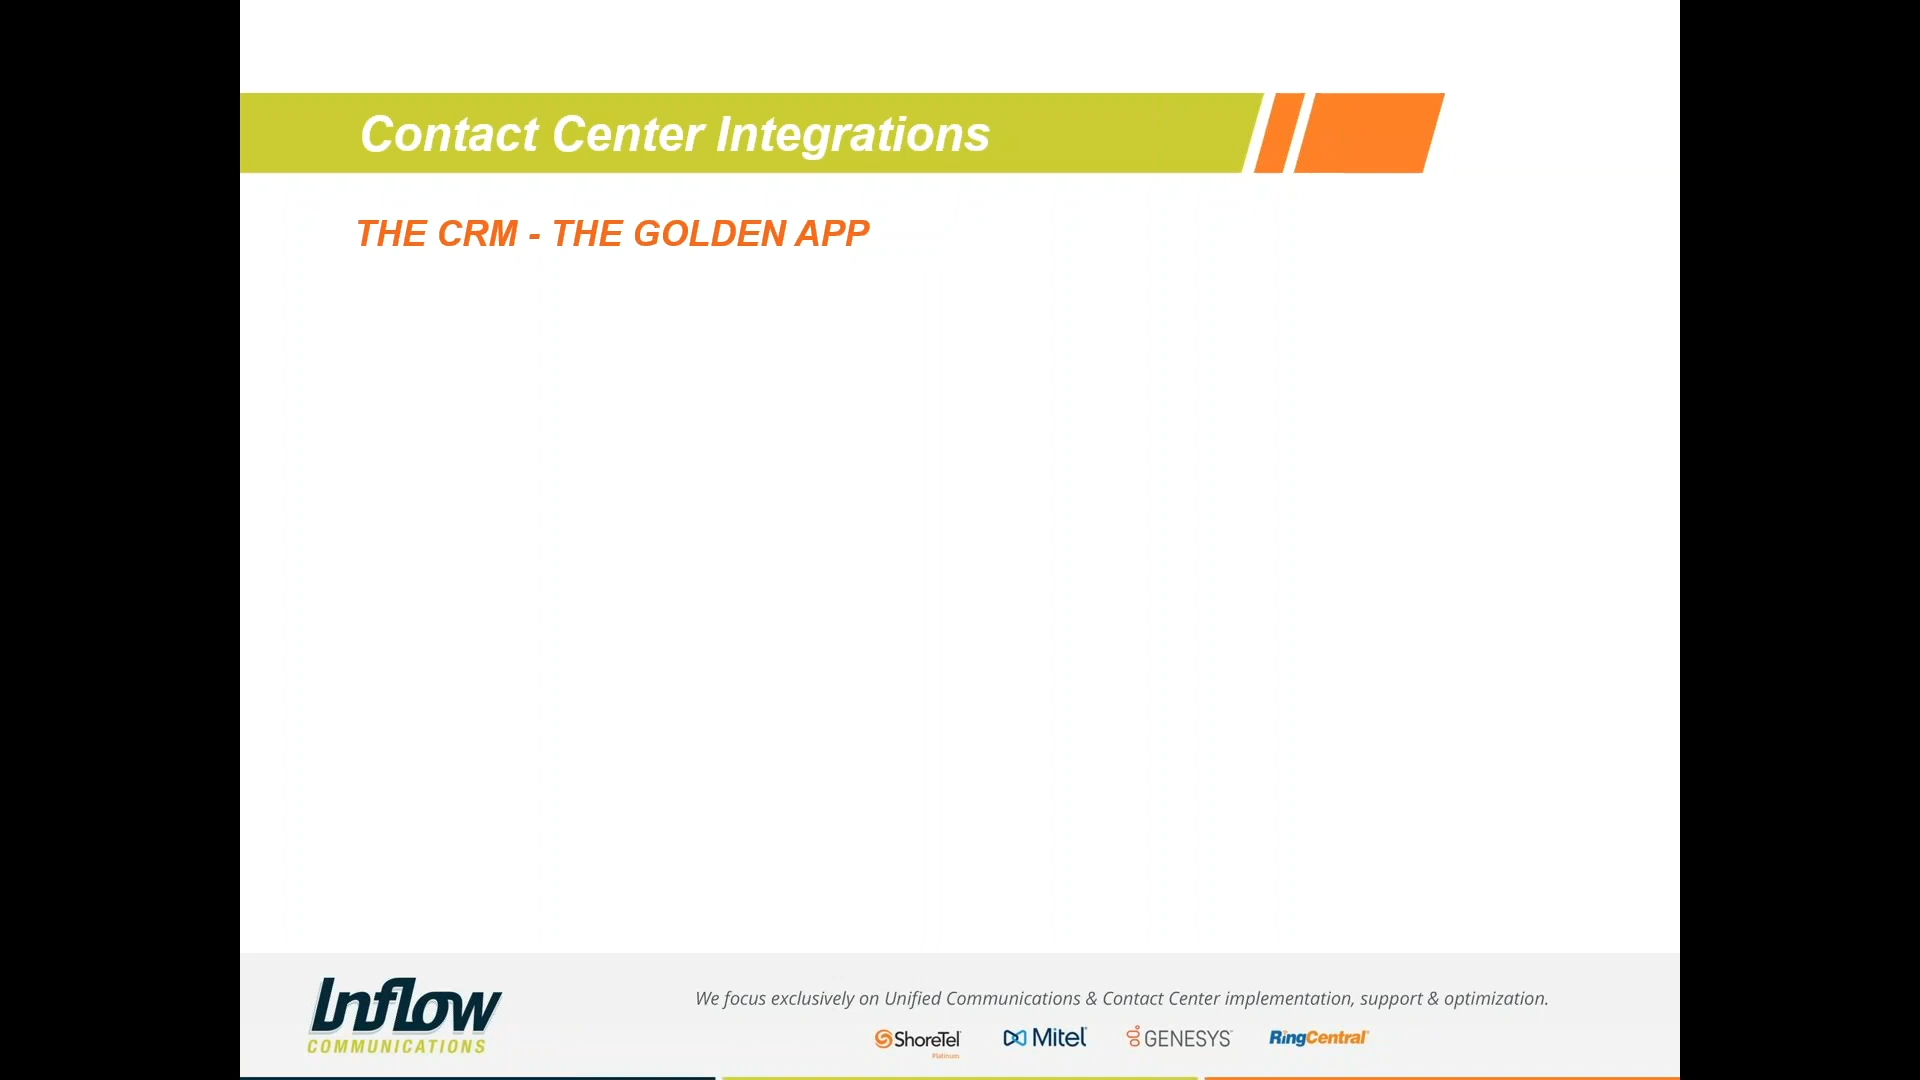 Contact Center Integrations
THE CRM - THE GOLDEN APP
Inflow
COMMUNICATIONS
We focus exclusively on Unified Communications & Contact Center implementation, support & optimization.
ShoreTel
Platinum
Mitel
GENESYS
RingCentral